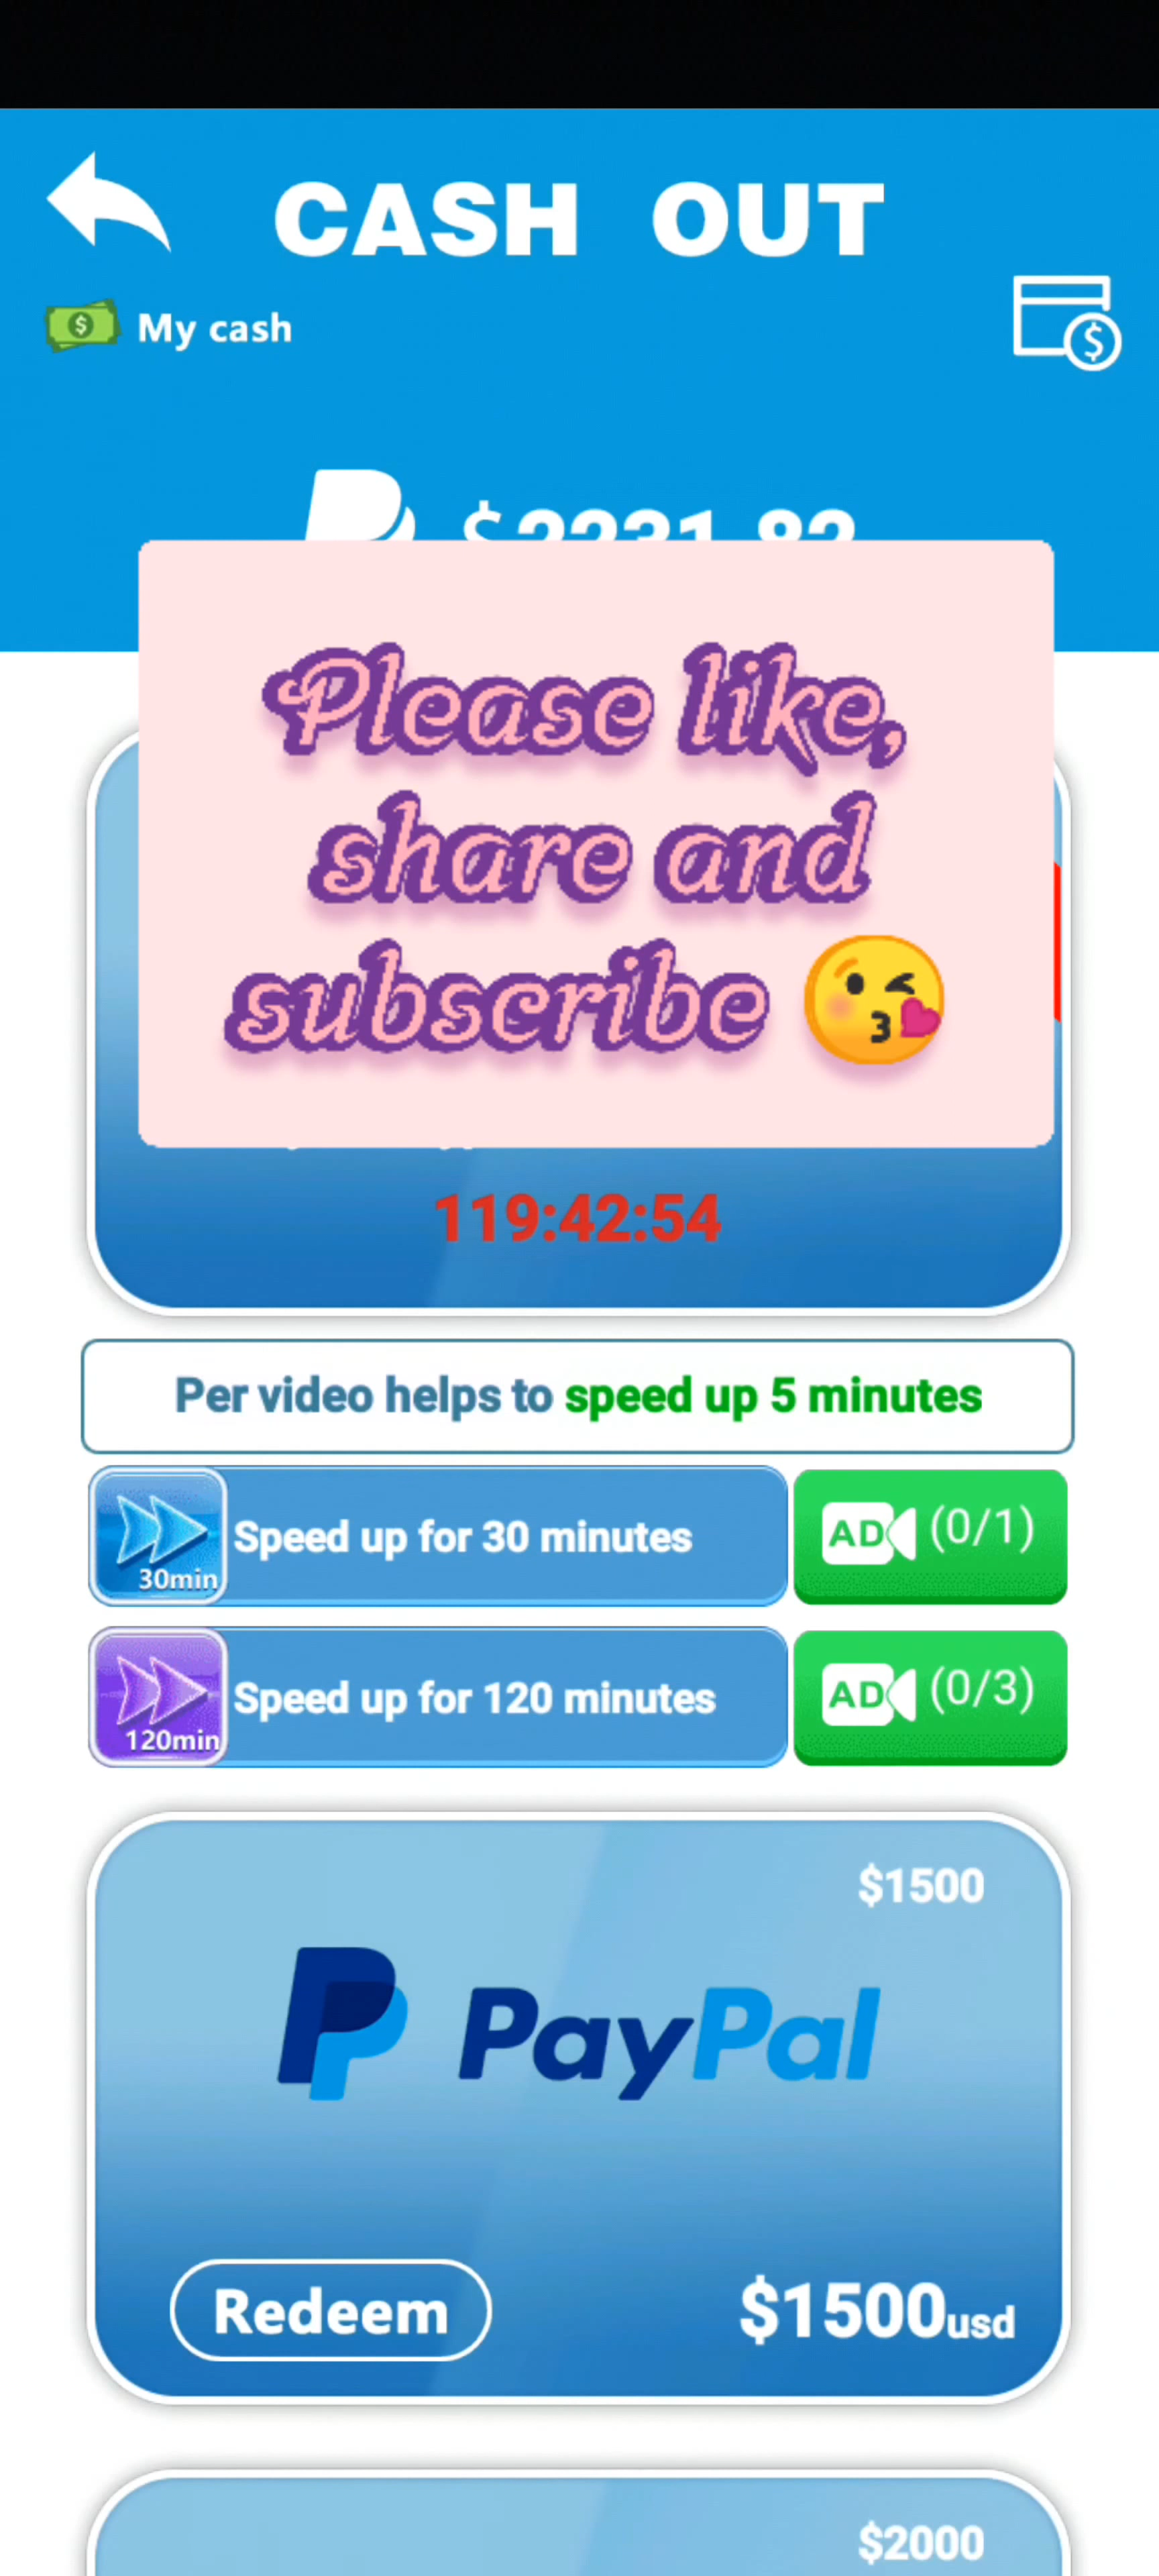 CASH OUT
My cash
$2231.82
Please like,
share and
subscribe
119:42:54
Per video helps to speed up 5 minutes
30min
Speed up for 30 minutes
AD (0/1)
120min
Speed up for 120 minutes
AD (0/3)
$1500
PayPal
Redeem
$1500usd
$2000